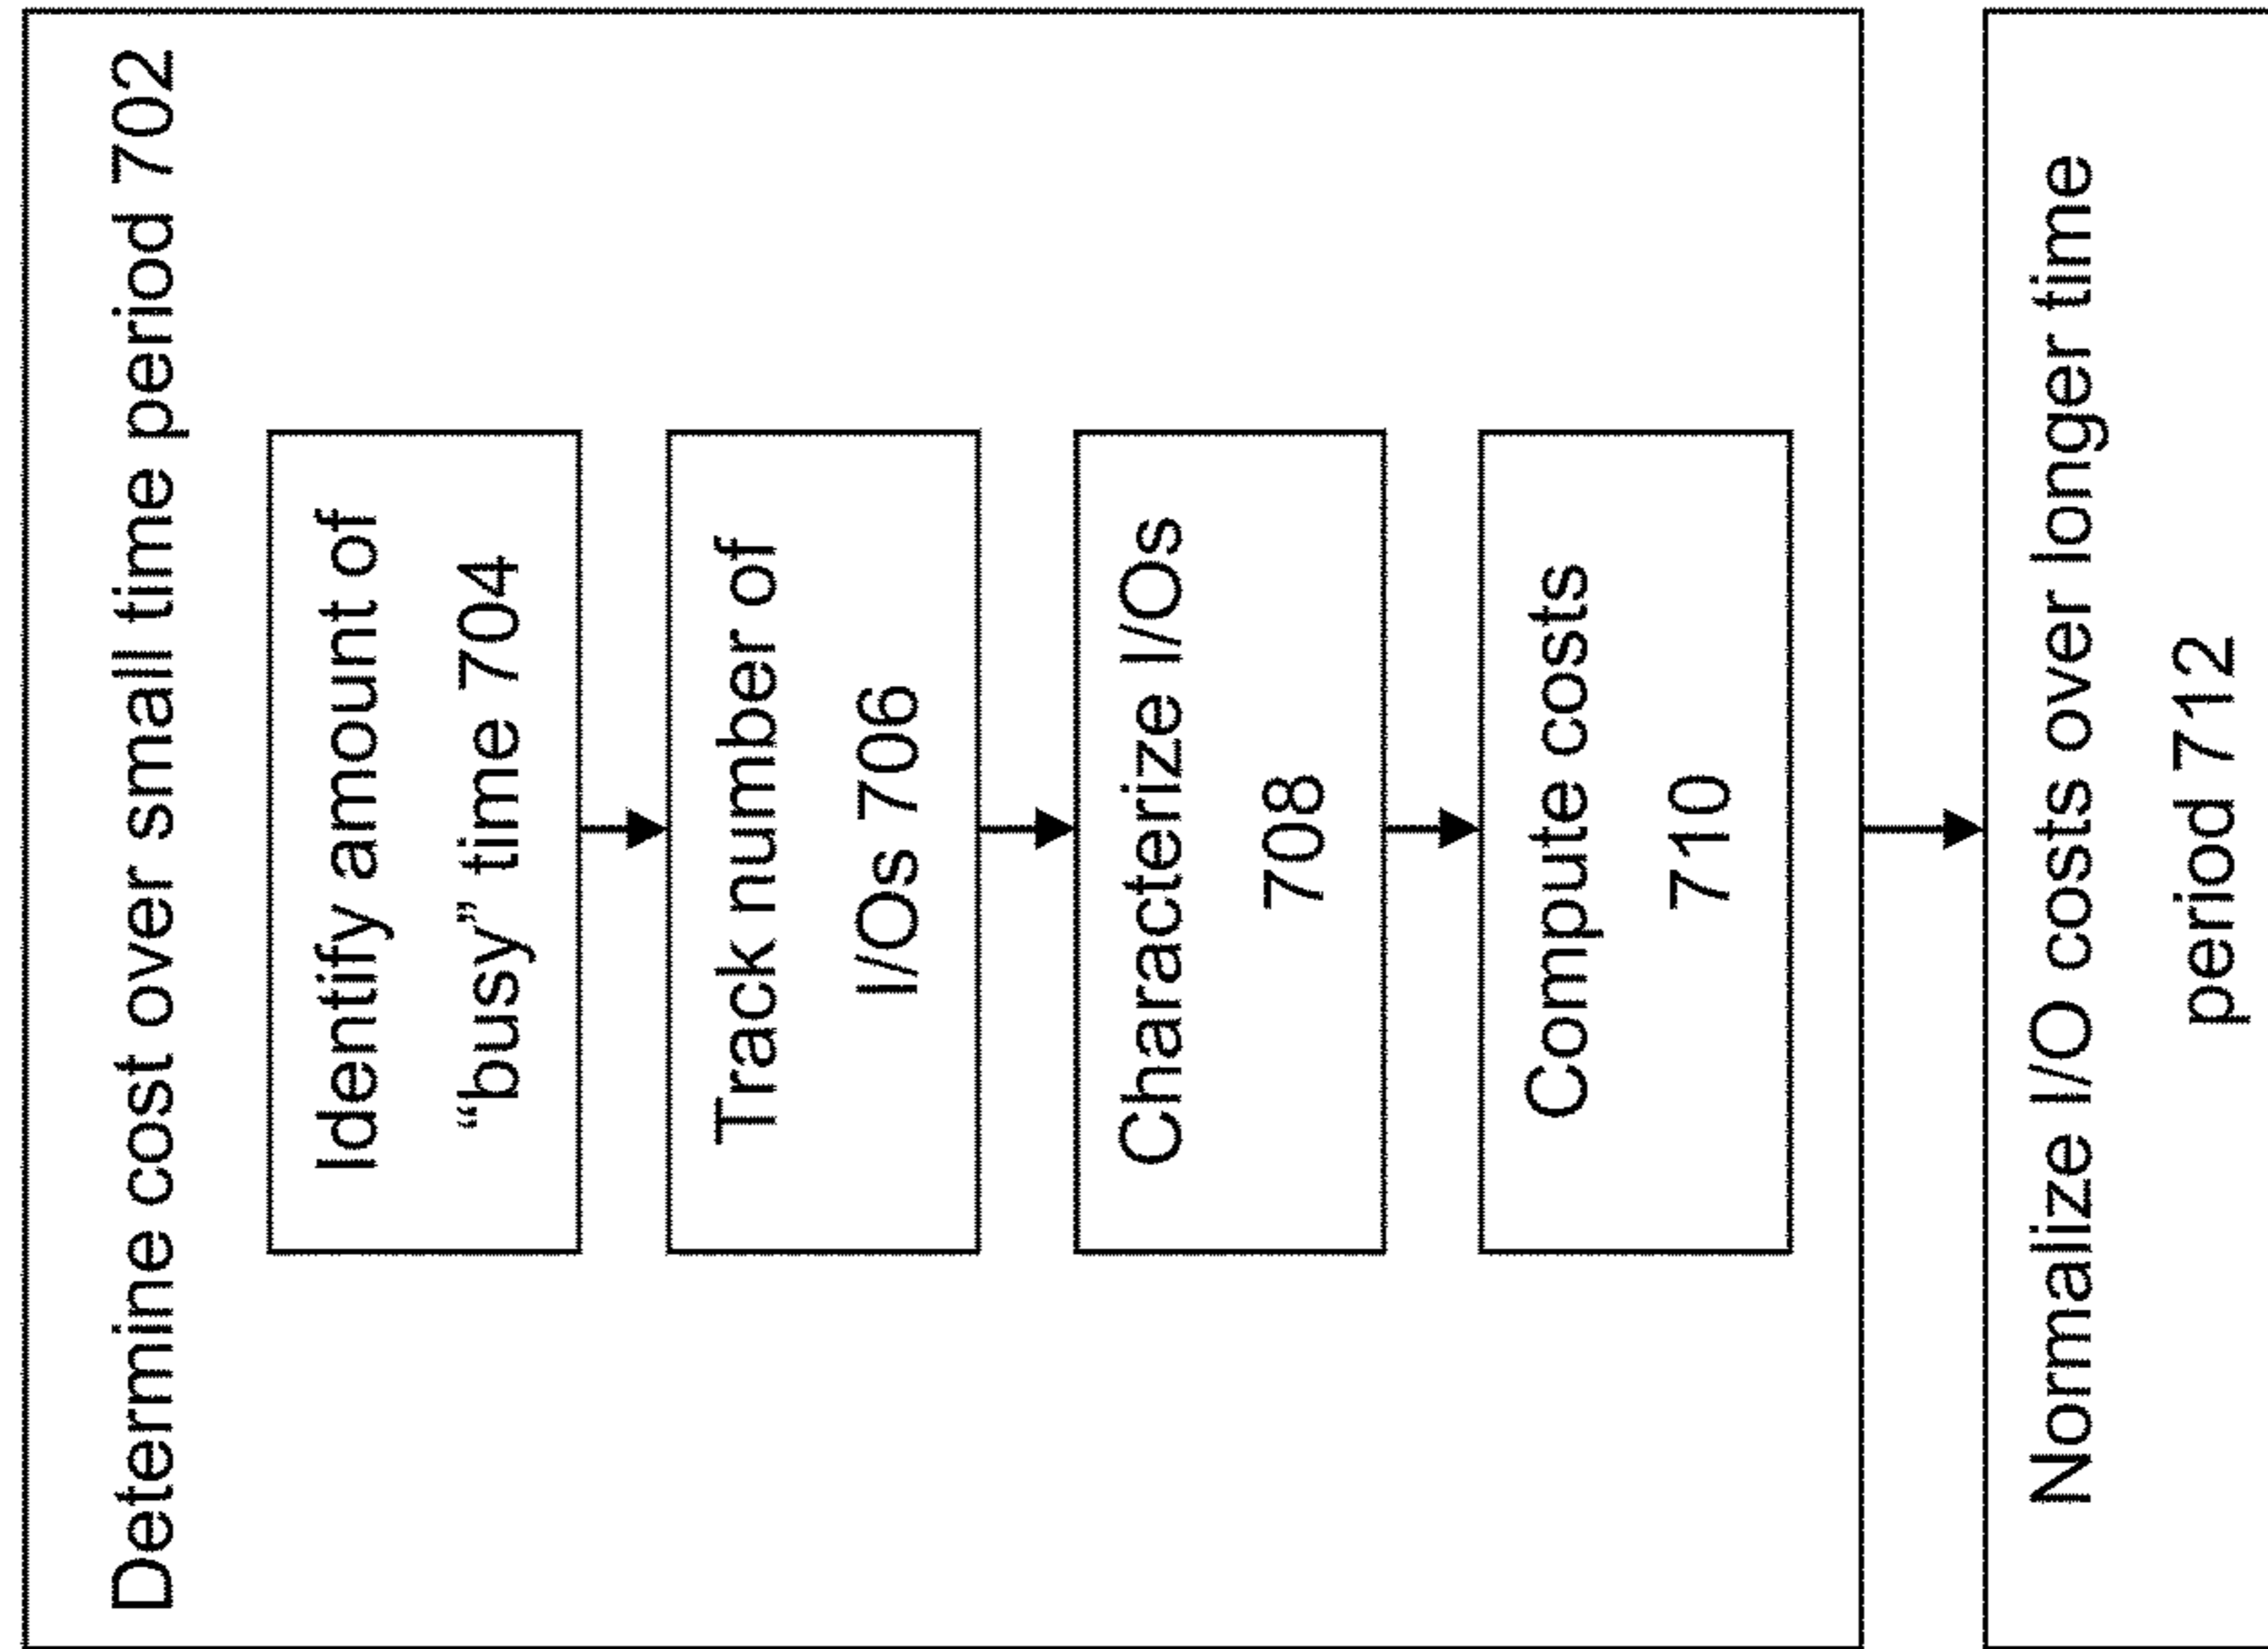 Determine cost over small time period 702
Identify amount of
“busy” time 704
Track number of
I/Os 706
Characterize I/Os
708
Compute costs
710
Normalize I/O costs over longer time
period 712